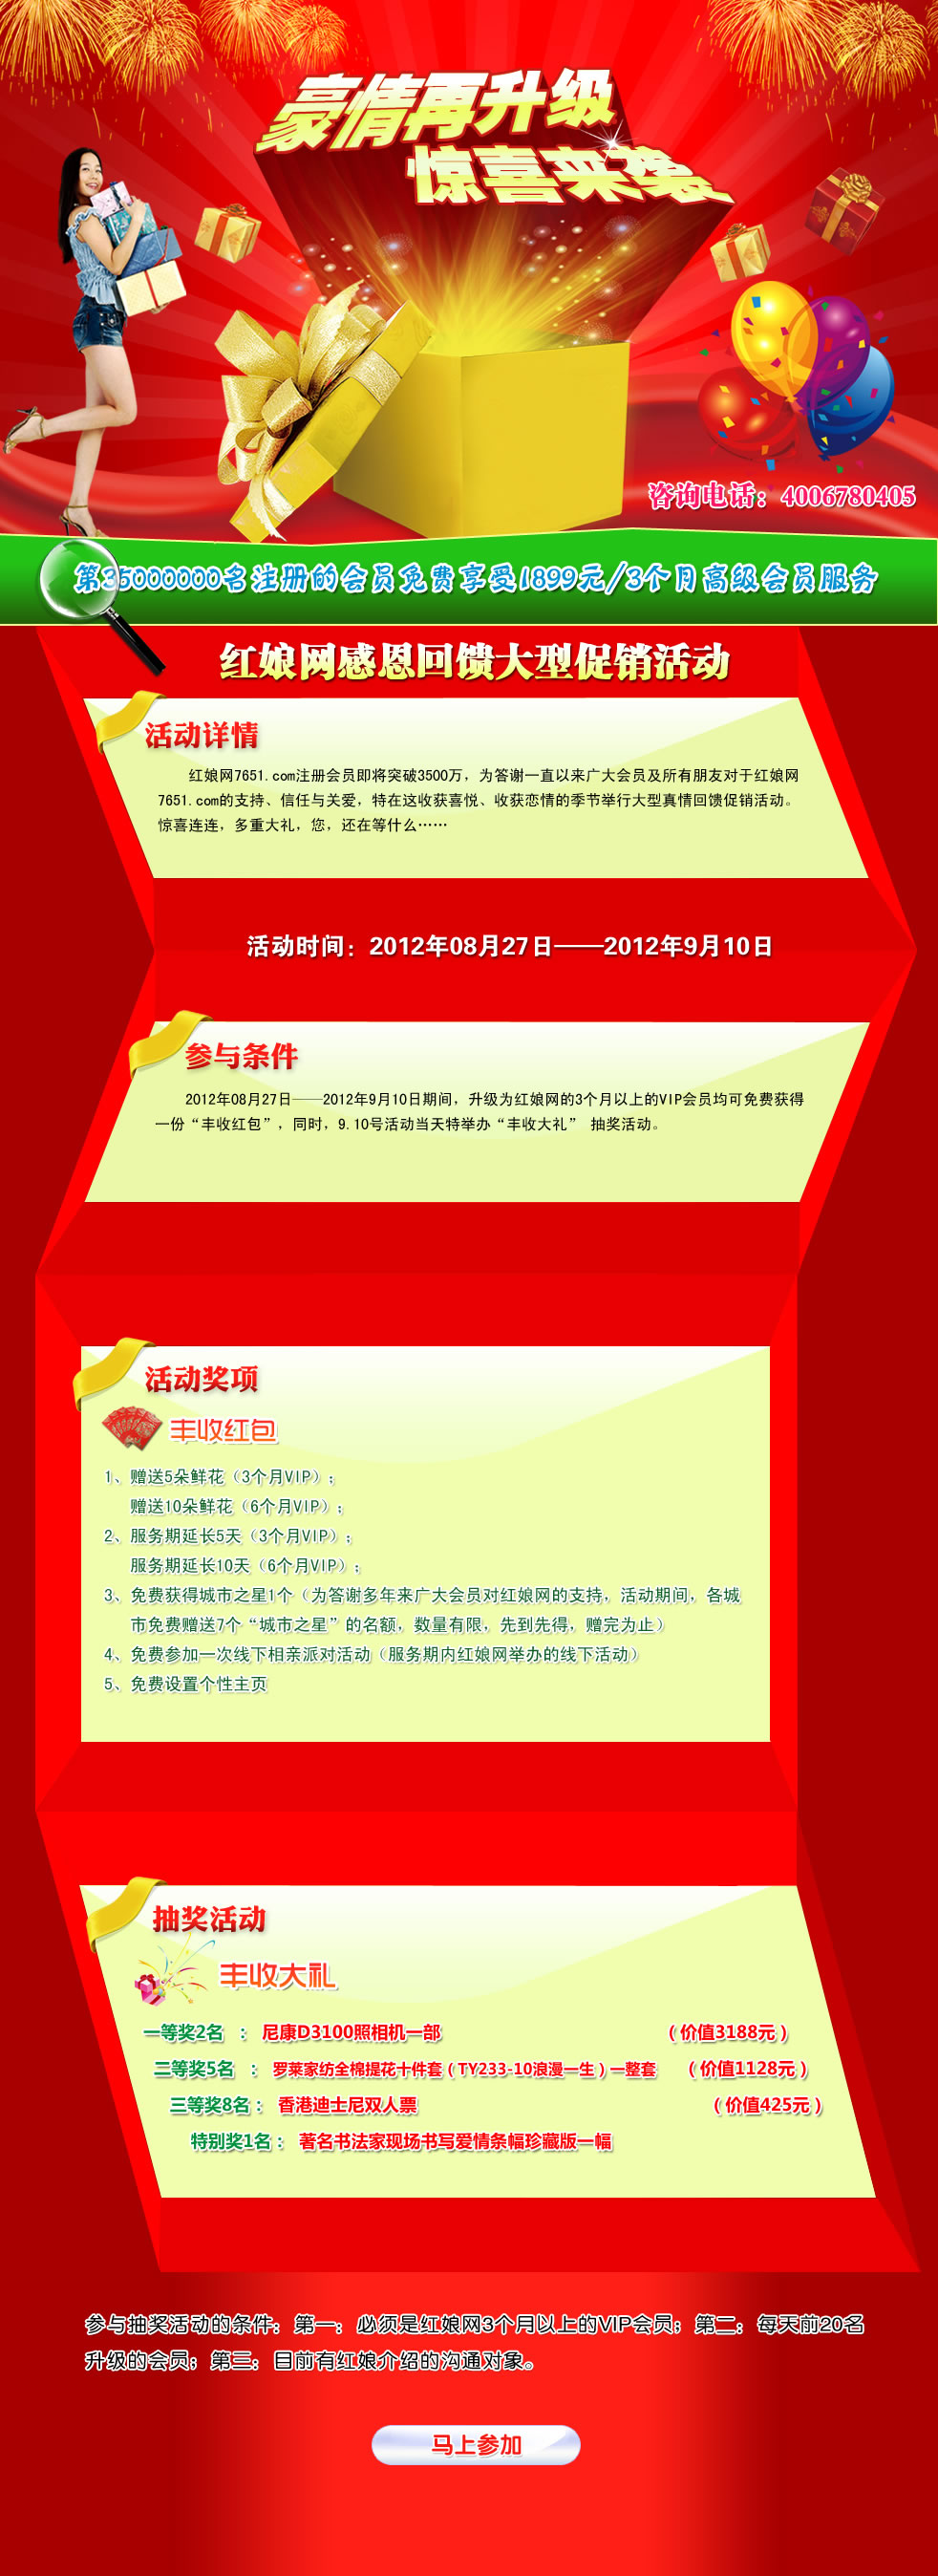 豪情再升级
惊喜来袭
咨询电话：4006780405
第35000000名注册的会员免费享受1899元/3个月高级会员服务
红娘网感恩回馈大型促销活动
活动详情
红娘网7651.com注册会员即将突破3500万，为答谢一直以来广大会员及所有朋友对于红娘网
7651.com的支持、信任与关爱，特在这收获喜悦、收获恋情的季节举行大型真情回馈促销活动。
惊喜连连，多重大礼，您，还在等什么……
活动时间：2012年08月27日——2012年9月10日
参与条件
2012年08月27日——2012年9月10日期间，升级为红娘网的3个月以上的VIP会员均可免费获得
一份“丰收红包”，同时，9.10号活动当天特举办“丰收大礼” 抽奖活动。
活动奖项
丰收红包
1、赠送5朵鲜花（3个月VIP）；
赠送10朵鲜花（6个月VIP）；
2、服务期延长5天（3个月VIP）；
服务期延长10天（6个月VIP）；
3、免费获得城市之星1个（为答谢多年来广大会员对红娘网的支持，活动期间，各城
市免费赠送7个“城市之星”的名额，数量有限，先到先得，赠完为止）
4、免费参加一次线下相亲派对活动（服务期内红娘网举办的线下活动）
5、免费设置个性主页
抽奖活动
丰收大礼
一等奖2名 ： 尼康D3100照相机一部 （价值3188元）
二等奖5名 ： 罗莱家纺全棉提花十件套（TY233-10浪漫一生）一整套 （价值1128元）
三等奖8名： 香港迪士尼双人票 （价值425元）
特别奖1名： 著名书法家现场书写爱情条幅珍藏版一幅
参与抽奖活动的条件：第一：必须是红娘网3个月以上的VIP会员；第二：每天前20名
升级的会员；第三：目前有红娘介绍的沟通对象。
马上参加